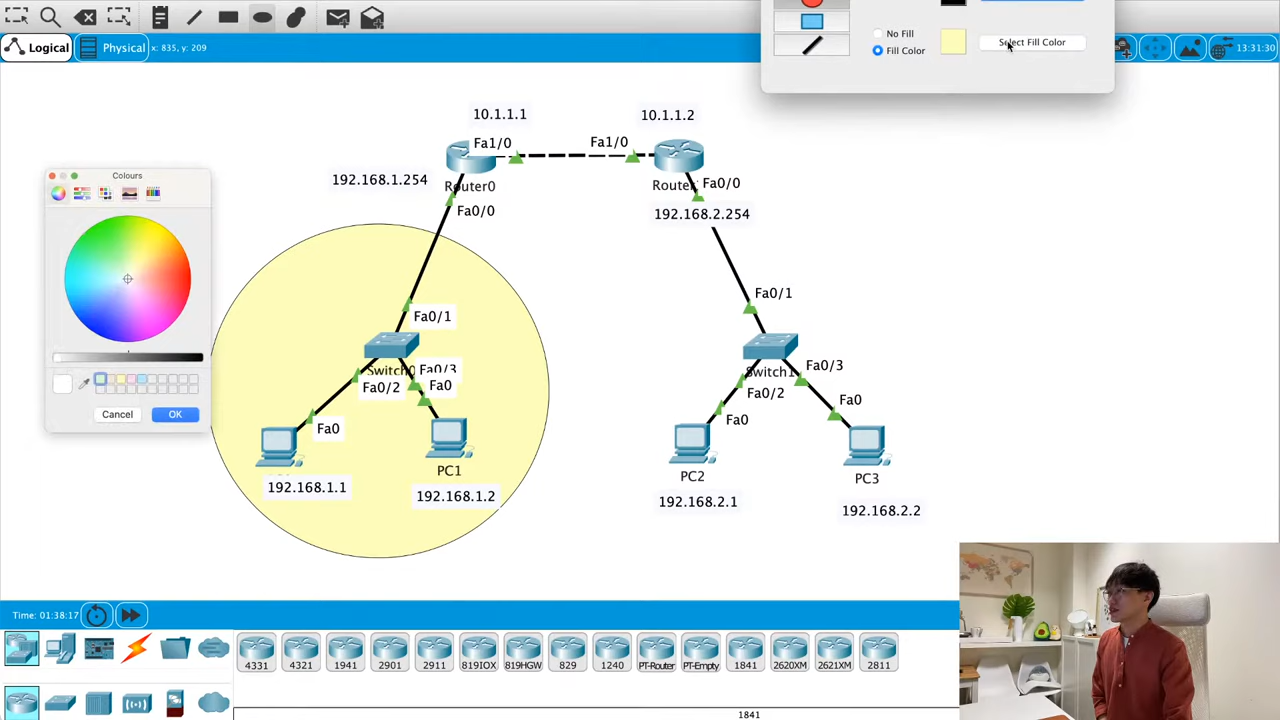 Logical
Physical
x: 835, y: 209
No Fill
Fill Color
Select Fill Color
13:31:30
10.1.1.1
10.1.1.2
Fa1/0
Fa1/0
192.168.1.254
Router0
Router
Fa0/0
Fa0/0
192.168.2.254
Colours
Fa0/1
Fa0/1
Switch0
Fa0/3
Switch1
Fa0/3
Fa0/2
Fa0
Fa0/2
Cancel
OK
Fa0
Fa0
Fa0
PC1
PC2
PC3
192.168.1.1
192.168.1.2
192.168.2.1
192.168.2.2
Time: 01:38:17
4331
4321
1941
2901
2911
819IOX
819HGW
829
1240
PT-Router
PT-Empty
1841
2620XM
2621XM
2811
1841